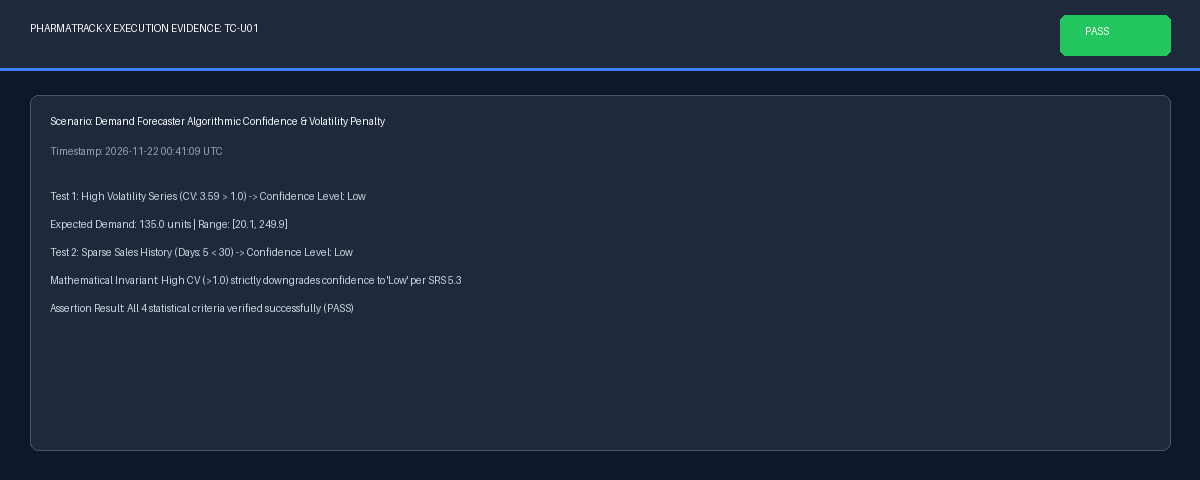 PHARMATRACK-X EXECUTION EVIDENCE: TC-U01
PASS
Scenario: Demand Forecaster Algorithmic Confidence & Volatility Penalty
Timestamp: 2026-11-22 00:41:09 UTC
Test 1: High Volatility Series (CV: 3.59 > 1.0) -> Confidence Level: Low
Expected Demand: 135.0 units | Range: [20.1, 249.9]
Test 2: Sparse Sales History (Days: 5 < 30) -> Confidence Level: Low
Mathematical Invariant: High CV (>1.0) strictly downgrades confidence to 'Low' per SRS 5.3
Assertion Result: All 4 statistical criteria verified successfully (PASS)